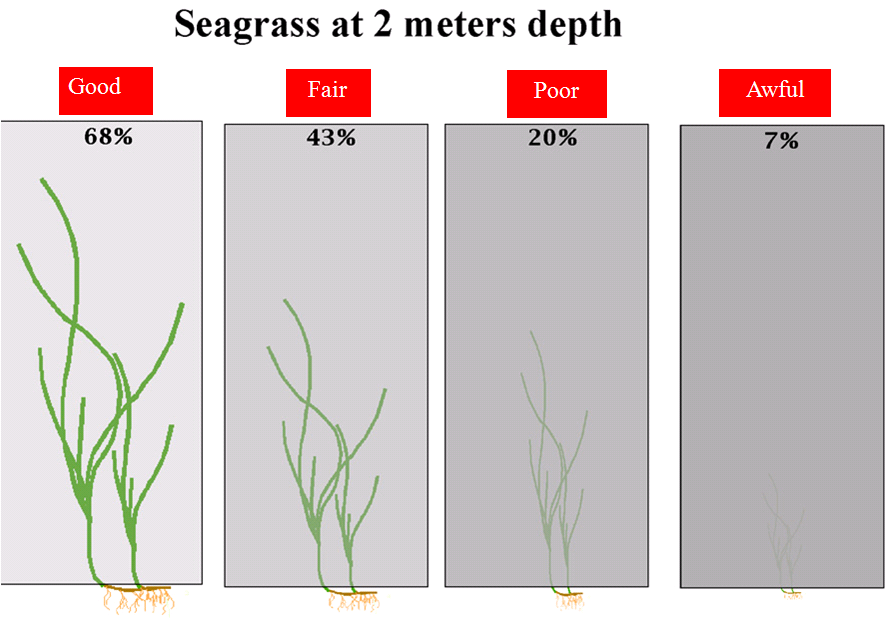 Seagrass at 2 meters depth
Good
Fair
Poor
Awful
68%
43%
20%
7%